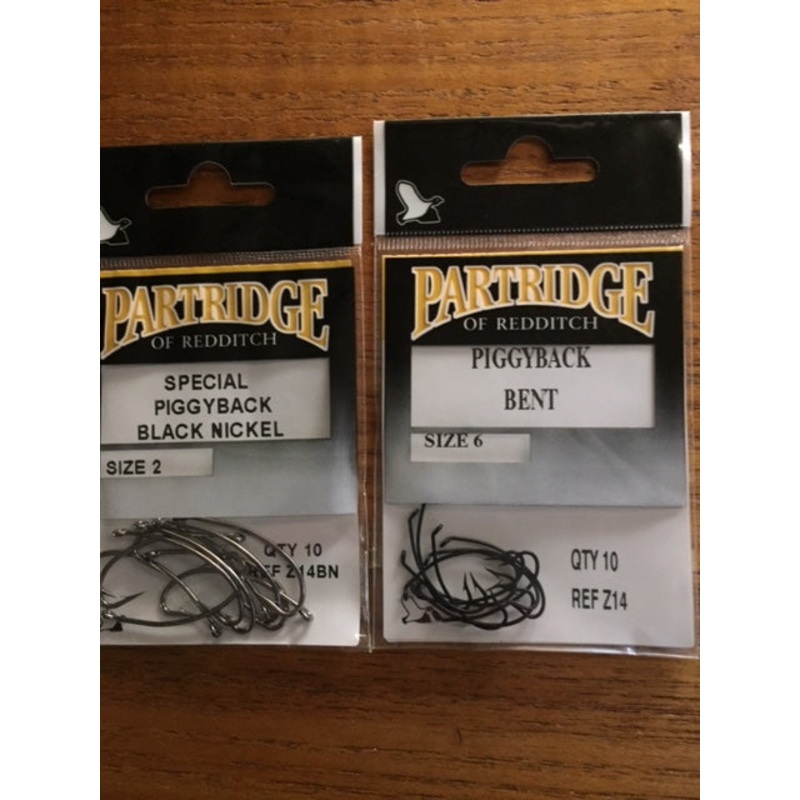 PARTRIDGE
OF REDDITCH
SPECIAL
PIGGYBACK
BLACK NICKEL
SIZE 2
QTY 10
REF Z14BN
PARTRIDGE
OF REDDITCH
PIGGYBACK
BENT
SIZE 6
QTY 10
REF Z14